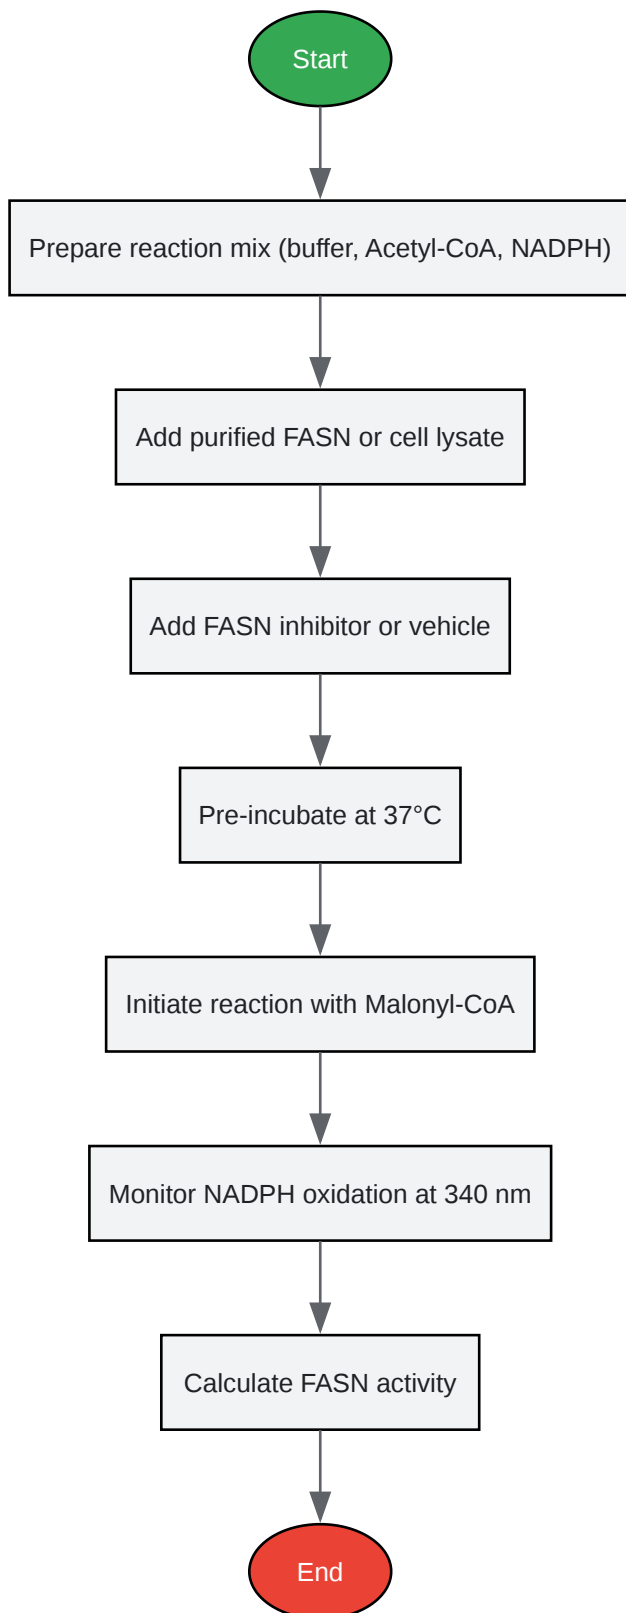 Start
Prepare reaction mix (buffer, Acetyl-CoA, NADPH)
Add purified FASN or cell lysate
Add FASN inhibitor or vehicle
Pre-incubate at 37°C
Initiate reaction with Malonyl-CoA
Monitor NADPH oxidation at 340 nm
Calculate FASN activity
End